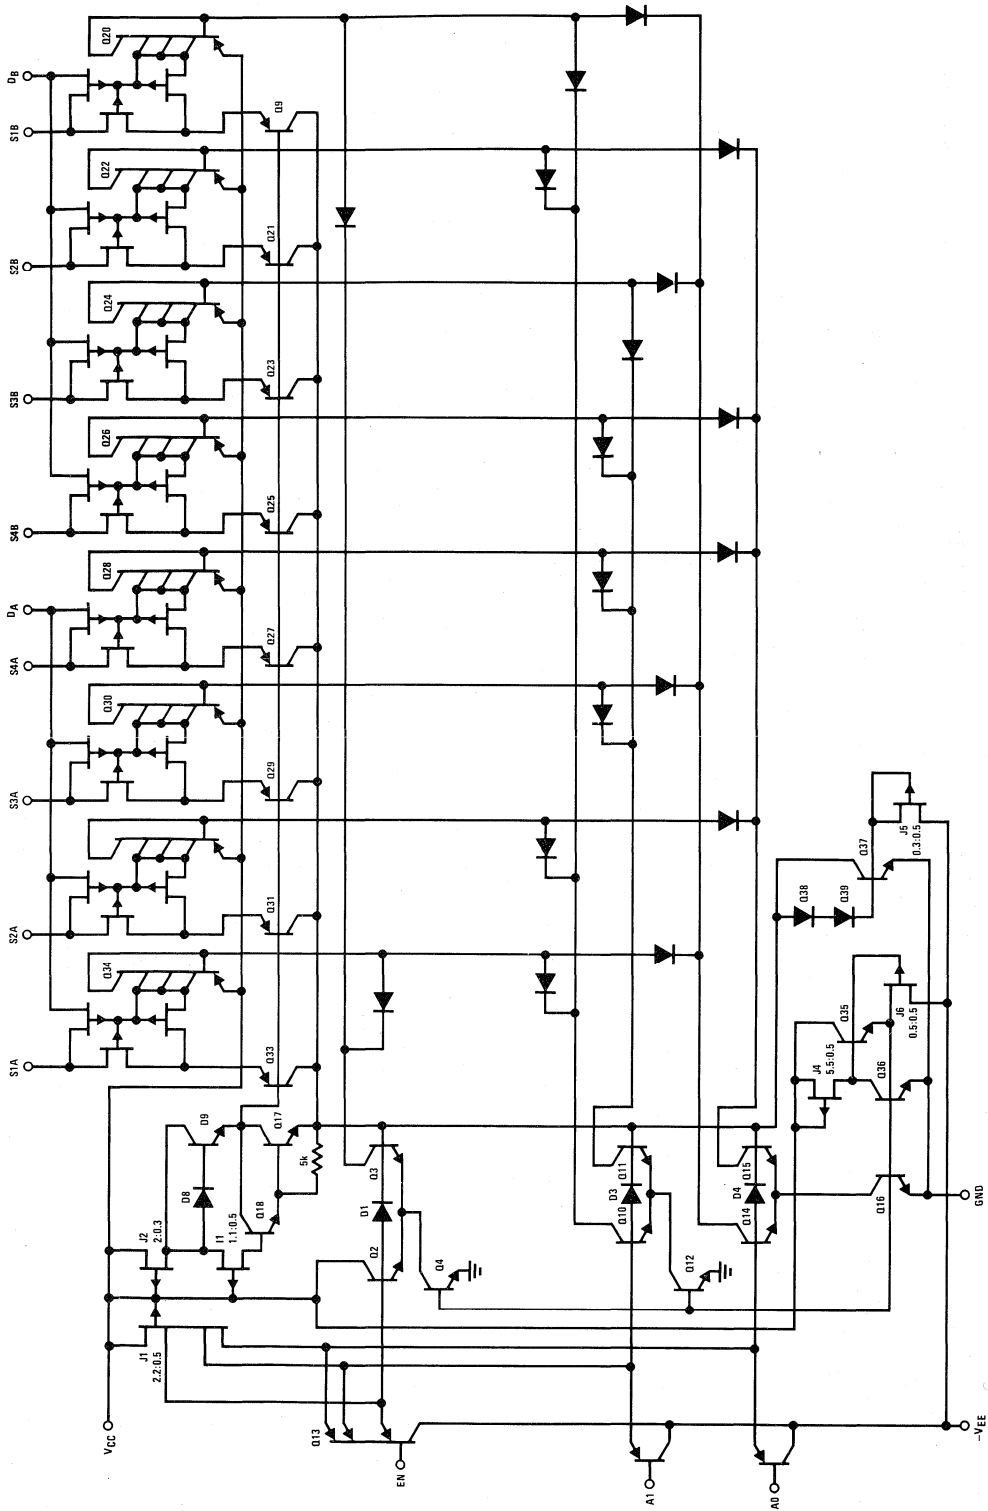 S1A
S2A
S3A
S4A
DA
S4B
S3B
S2B
S1B
DB
Q34
Q30
Q28
Q26
Q24
Q22
Q20
Q33
Q31
Q29
Q27
Q25
Q23
Q21
Q9
VCC
J1
2.2:0.5
J2
2:0.3
D8
D9
I1
1.1:0.5
Q18
Q17
5k
Q13
EN
Q2
D1
Q3
Q4
A1
Q10
D3
Q11
Q12
A0
Q14
D4
Q15
Q16
J4
5.5:0.5
Q35
Q36
J6
0.5:0.5
Q38
Q39
Q37
J5
0.3:0.5
GND
-VEE